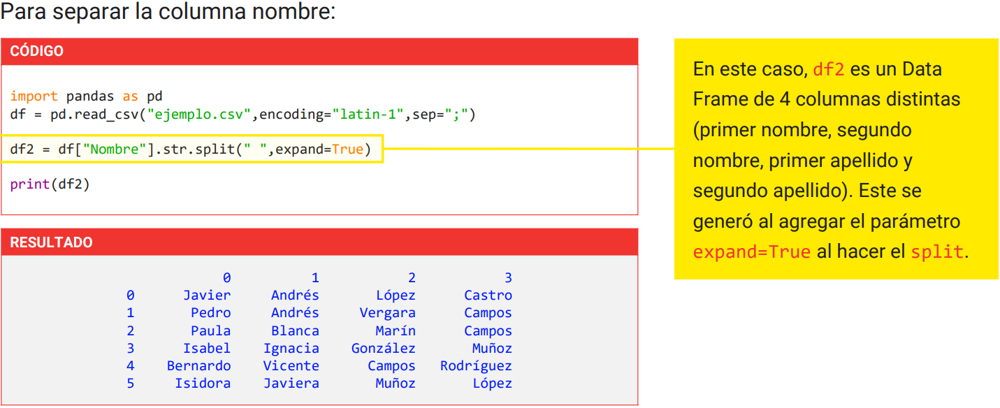 Para separar la columna nombre:
CÓDIGO
import pandas as pd
df = pd.read_csv("ejemplo.csv",encoding="latin-1",sep=";")
df2 = df["Nombre"].str.split(" ",expand=True)
print(df2)
En este caso, df2 es un Data
Frame de 4 columnas distintas
(primer nombre, segundo
nombre, primer apellido y
segundo apellido). Este se
generó al agregar el parámetro
expand=True al hacer el split.
RESULTADO
0 1 2 3
0 Javier Andrés López Castro
1 Pedro Andrés Vergara Campos
2 Paula Blanca Marín Campos
3 Isabel Ignacia González Muñoz
4 Bernardo Vicente Campos Rodríguez
5 Isidora Javiera Muñoz López